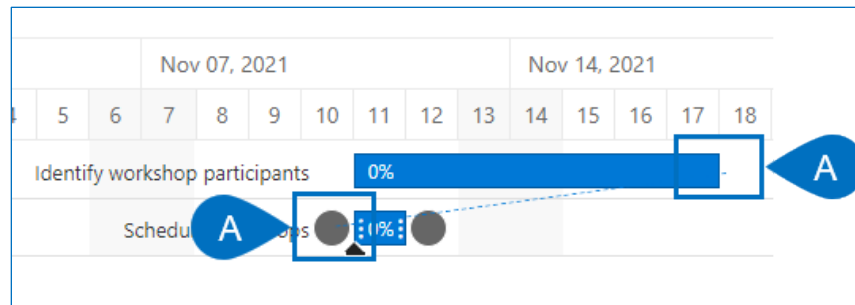 Nov 07, 2021 Nov 14, 2021
5 6 7 8 9 10 11 12 13 14 15 16 17 18
Identify workshop participants 0% A
A 0%